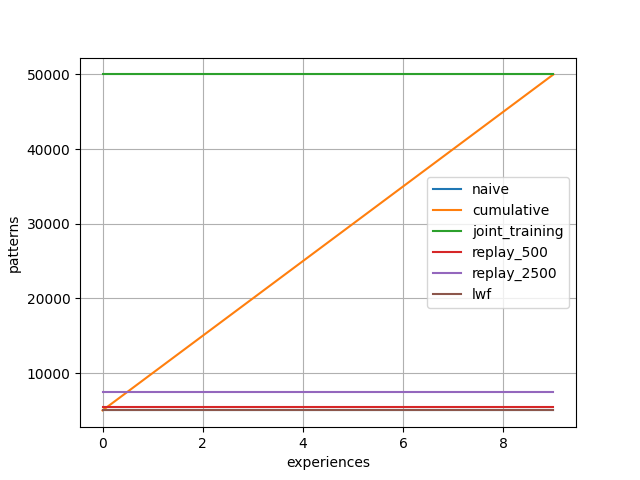 50000
40000
30000
20000
10000
patterns
naive
cumulative
joint_training
replay_500
replay_2500
lwf
0 2 4 6 8
experiences